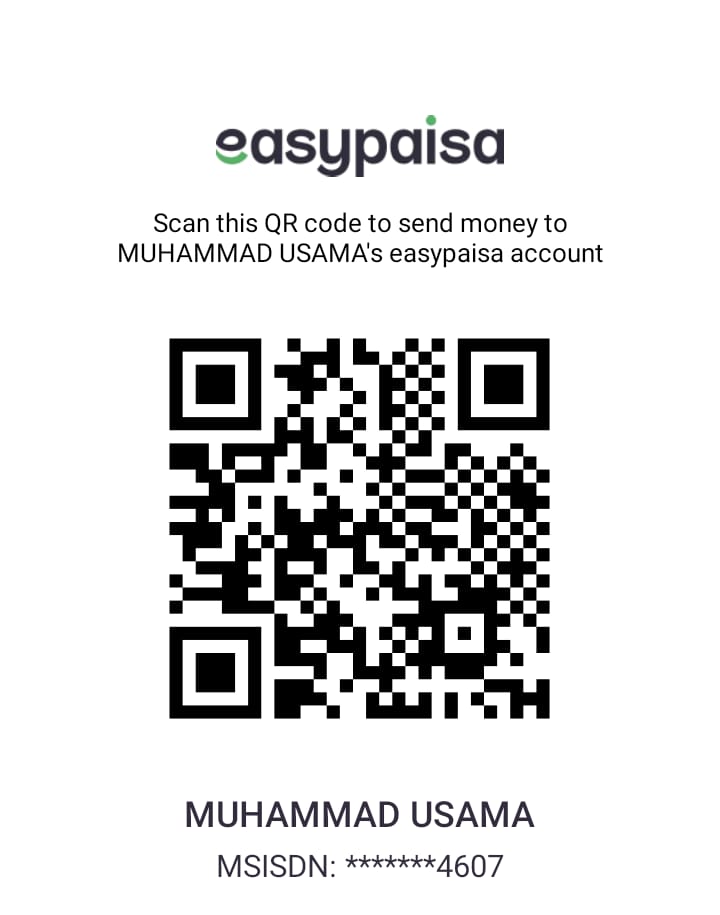 easypaisa
Scan this QR code to send money to
MUHAMMAD USAMA's easypaisa account
MUHAMMAD USAMA
MSISDN: *******4607